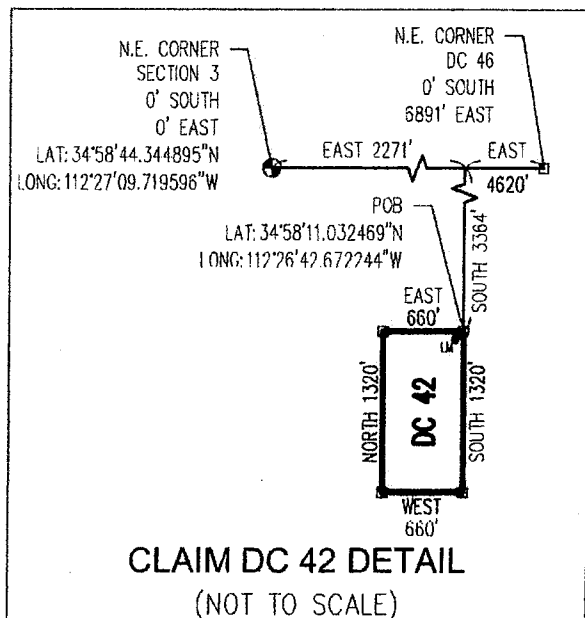 N.E. CORNER
SECTION 3
0' SOUTH
0' EAST
LAT: 34°58'44.344895"N
LONG: 112°27'09.719596"W
N.E. CORNER
DC 46
0' SOUTH
6891' EAST
EAST 2271'
EAST
4620'
POB
LAT: 34°58'11.032469"N
LONG: 112°26'42.672244"W
SOUTH 3364'
EAST
660'
LM
NORTH 1320'
DC 42
SOUTH 1320'
WEST
660'
CLAIM DC 42 DETAIL
(NOT TO SCALE)